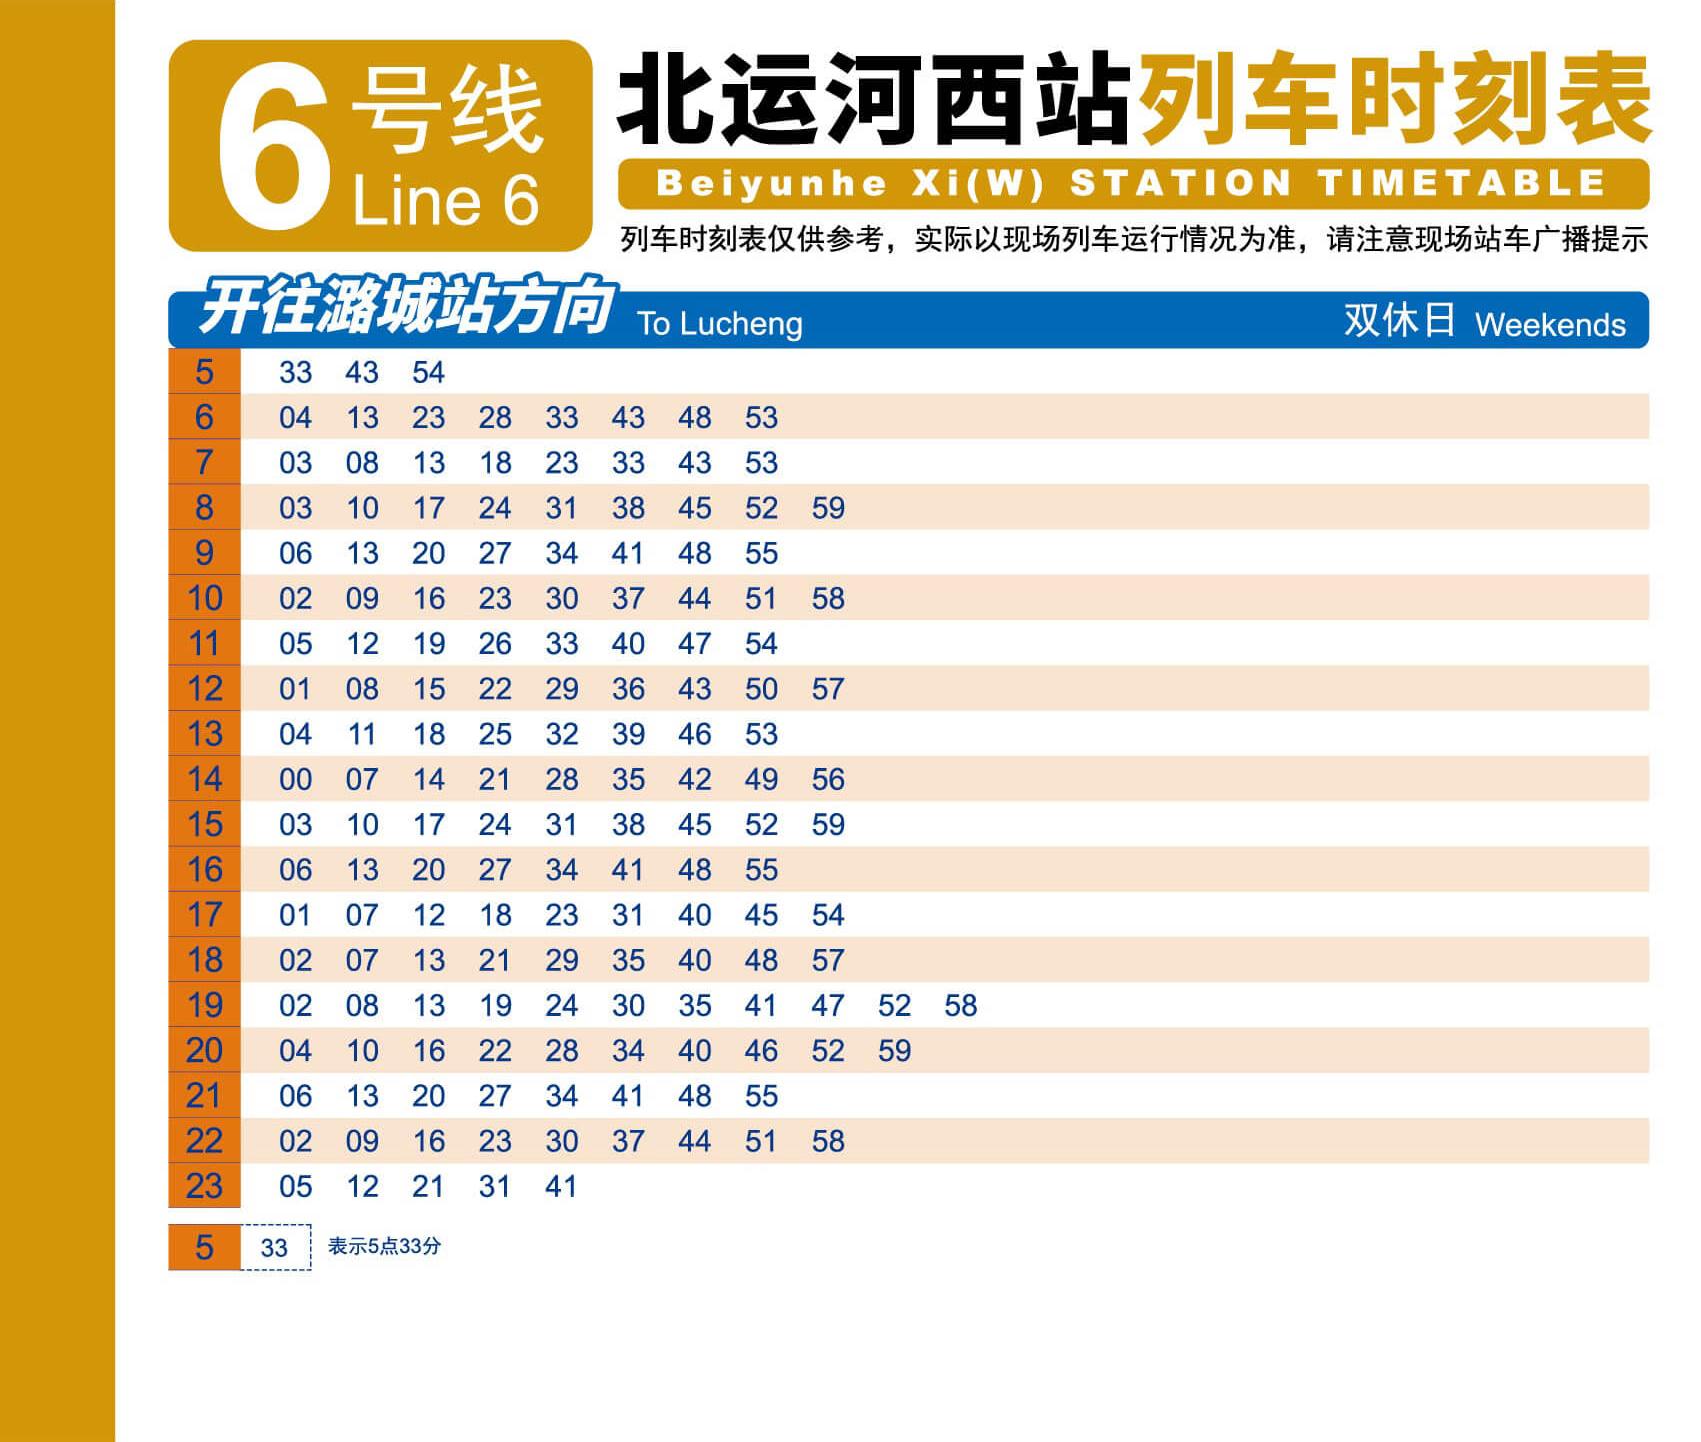 6号线
Line 6
北运河西站列车时刻表
Beiyunhe Xi(W) STATION TIMETABLE
列车时刻表仅供参考，实际以现场列车运行情况为准，请注意现场站车广播提示
开往潞城站方向 To Lucheng 双休日 Weekends
5 33 43 54
6 04 13 23 28 33 43 48 53
7 03 08 13 18 23 33 43 53
8 03 10 17 24 31 38 45 52 59
9 06 13 20 27 34 41 48 55
10 02 09 16 23 30 37 44 51 58
11 05 12 19 26 33 40 47 54
12 01 08 15 22 29 36 43 50 57
13 04 11 18 25 32 39 46 53
14 00 07 14 21 28 35 42 49 56
15 03 10 17 24 31 38 45 52 59
16 06 13 20 27 34 41 48 55
17 01 07 12 18 23 31 40 45 54
18 02 07 13 21 29 35 40 48 57
19 02 08 13 19 24 30 35 41 47 52 58
20 04 10 16 22 28 34 40 46 52 59
21 06 13 20 27 34 41 48 55
22 02 09 16 23 30 37 44 51 58
23 05 12 21 31 41
5 33 表示5点33分